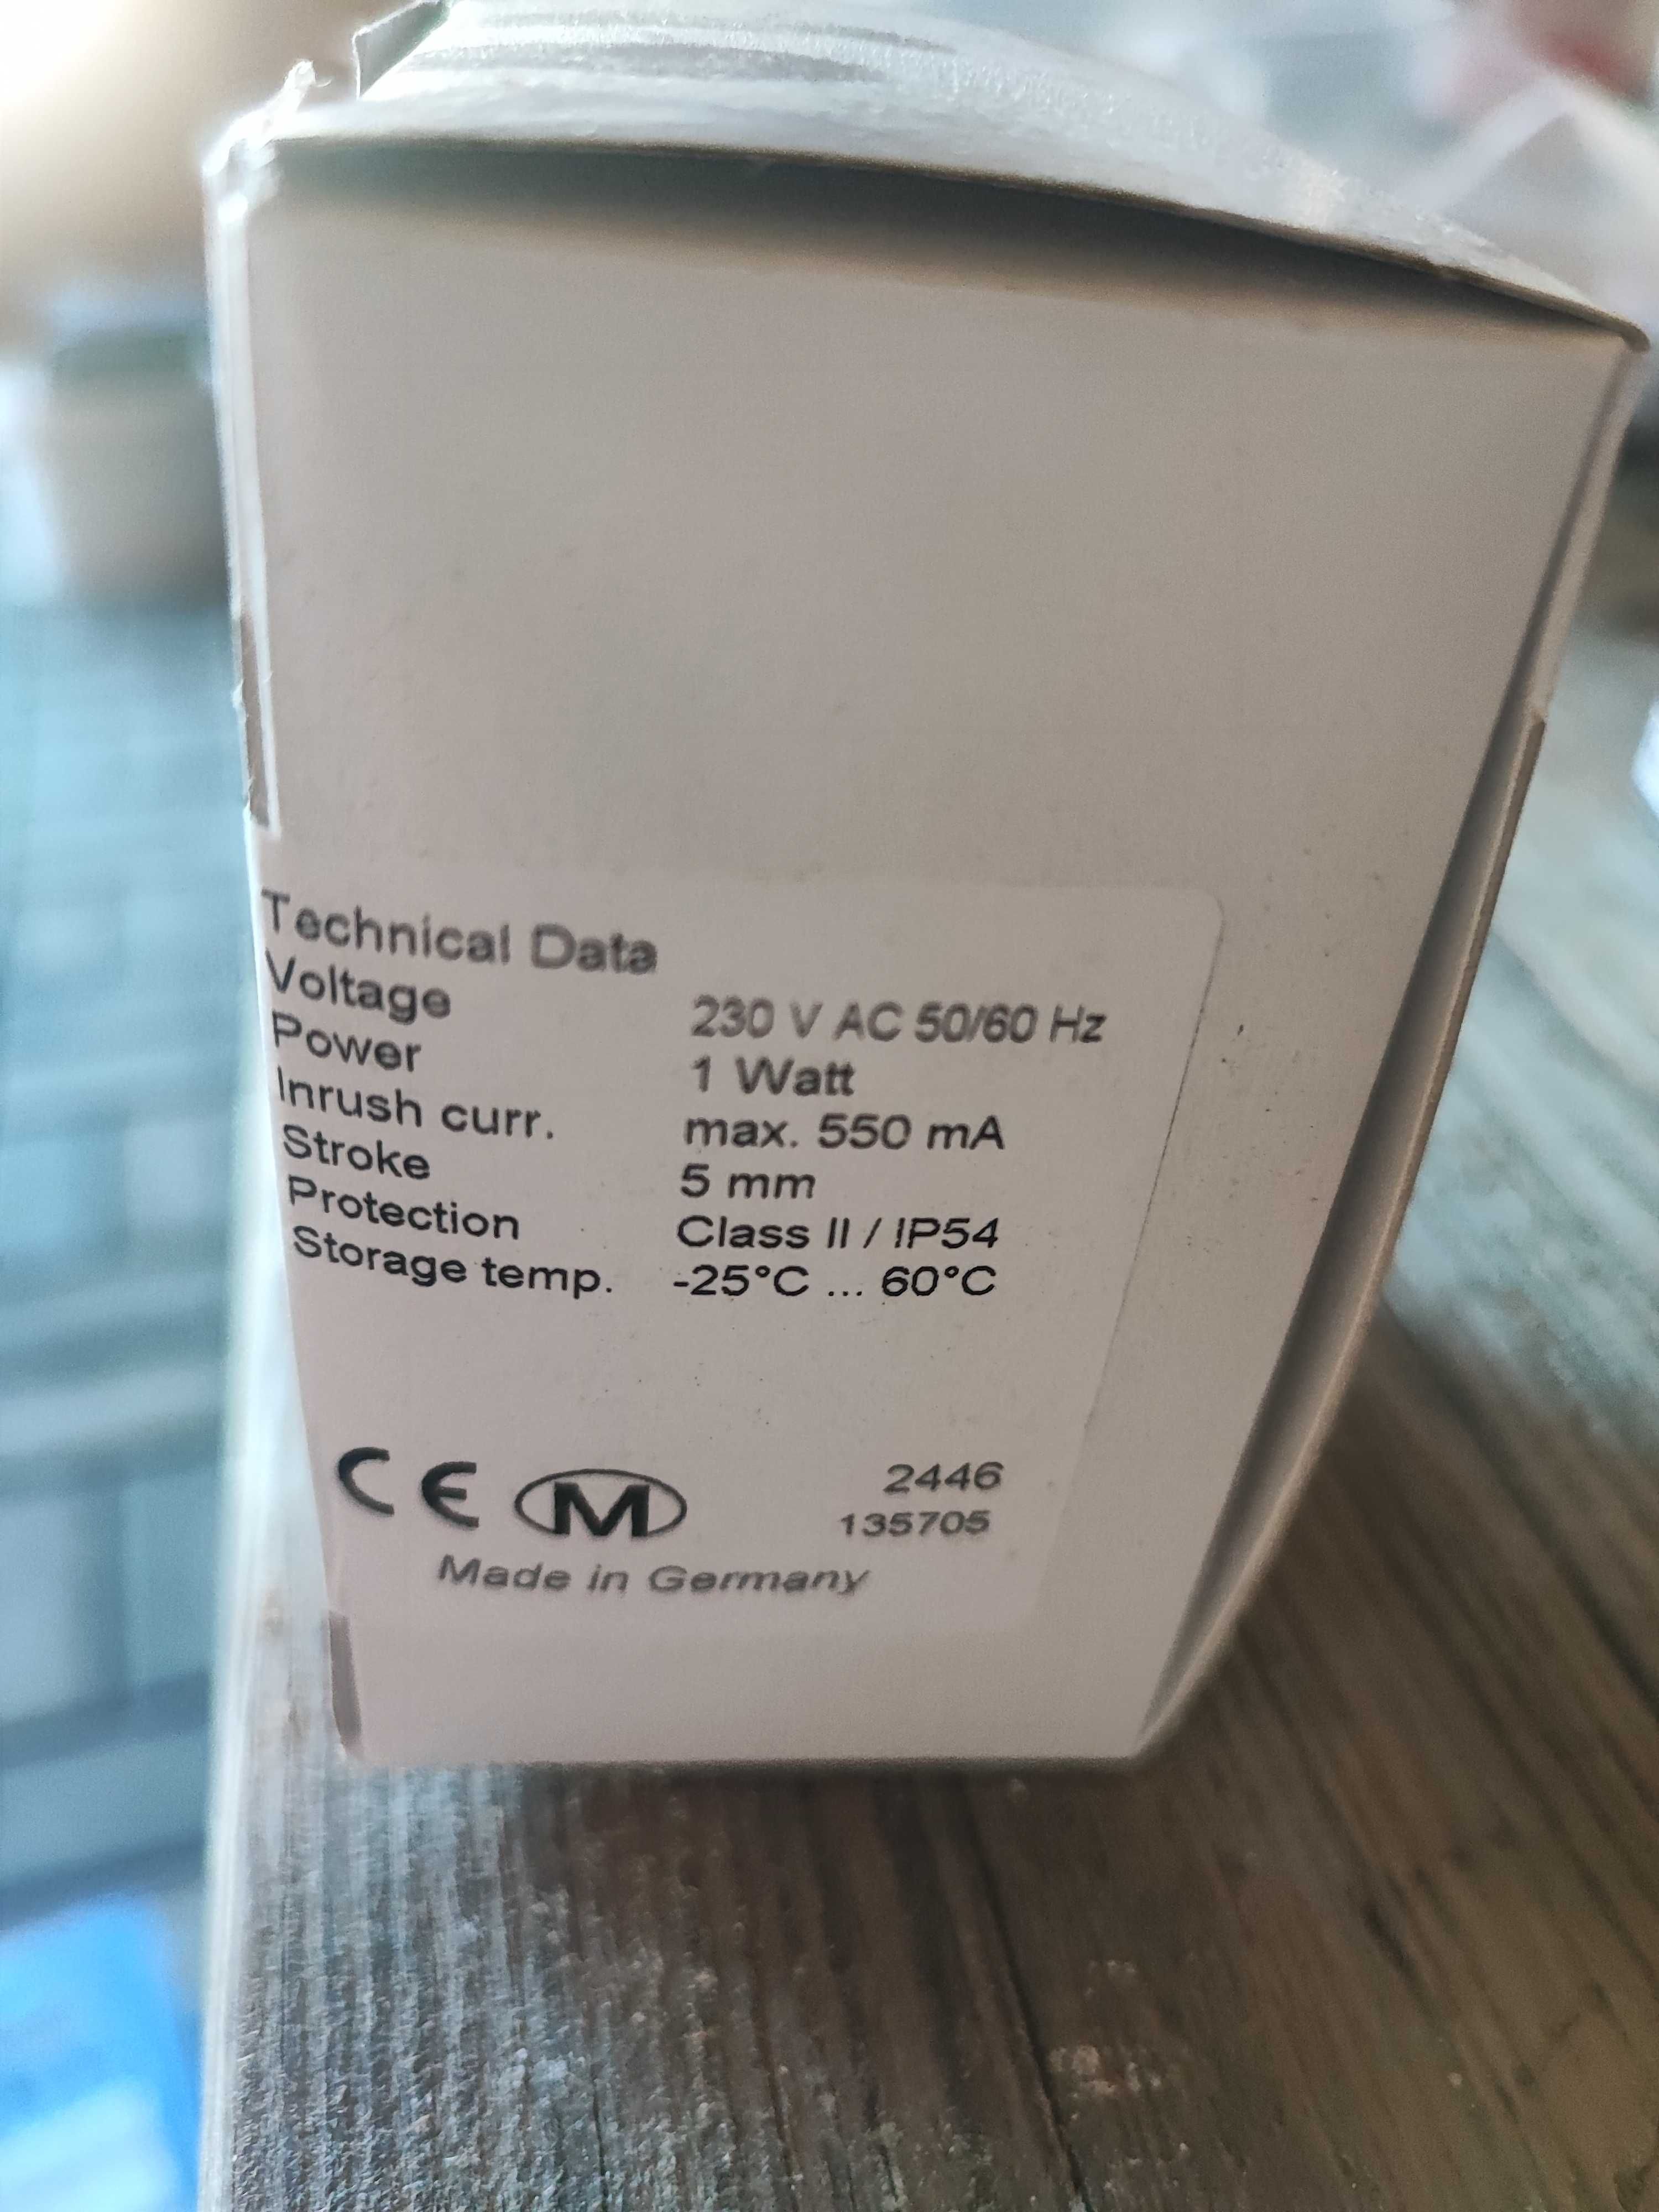 Technical Data
Voltage 230 V AC 50/60 Hz
Power 1 Watt
Inrush curr. max. 550 mA
Stroke 5 mm
Protection Class II / IP54
Storage temp. -25°C ... 60°C
CE M 2446
135705
Made in Germany